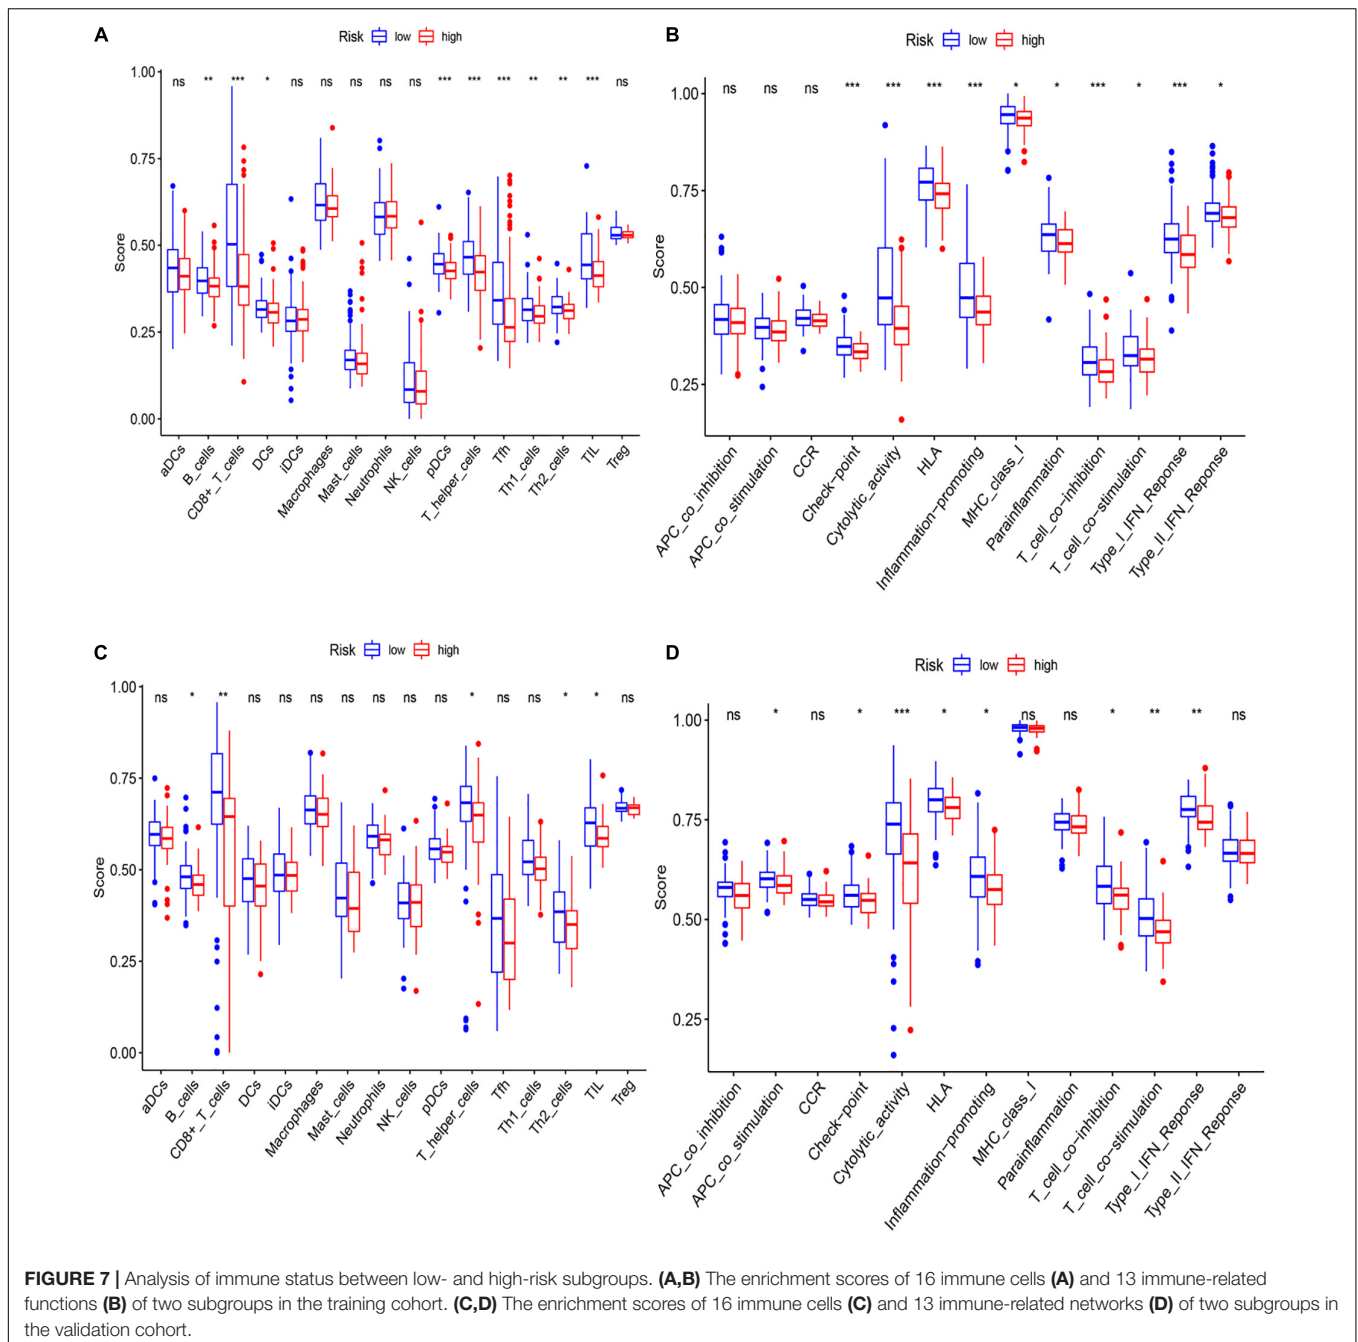 A
Risk low high
ns ** *** * ns ns ns ns ns *** *** *** ** ** *** ns
1.00
0.75
0.50
0.25
0.00
Score
aDCs
B_cells
CD8+_T_cells
DCs
iDCs
Macrophages
Mast_cells
Neutrophils
NK_cells
pDCs
T_helper_cells
Tfh
Th1_cells
Th2_cells
TIL
Treg
B
Risk low high
ns ns ns *** *** *** *** * * *** * *** *
1.00
0.75
0.50
0.25
Score
APC_co_inhibition
APC_co_stimulation
CCR
Check-point
Cytolytic_activity
HLA
Inflammation-promoting
MHC_class_I
Parainflammation
T_cell_co-inhibition
T_cell_co-stimulation
Type_I_IFN_Reponse
Type_II_IFN_Reponse
C
Risk low high
ns * ** ns ns ns ns ns ns ns * ns ns * * ns
1.00
0.75
0.50
0.25
0.00
Score
aDCs
B_cells
CD8+_T_cells
DCs
iDCs
Macrophages
Mast_cells
Neutrophils
NK_cells
pDCs
T_helper_cells
Tfh
Th1_cells
Th2_cells
TIL
Treg
D
Risk low high
ns * ns * *** * * ns ns * ** ** ns
1.00
0.75
0.50
0.25
Score
APC_co_inhibition
APC_co_stimulation
CCR
Check-point
Cytolytic_activity
HLA
Inflammation-promoting
MHC_class_I
Parainflammation
T_cell_co-inhibition
T_cell_co-stimulation
Type_I_IFN_Reponse
Type_II_IFN_Reponse
FIGURE 7 | Analysis of immune status between low- and high-risk subgroups. (A,B) The enrichment scores of 16 immune cells (A) and 13 immune-related
functions (B) of two subgroups in the training cohort. (C,D) The enrichment scores of 16 immune cells (C) and 13 immune-related networks (D) of two subgroups in
the validation cohort.